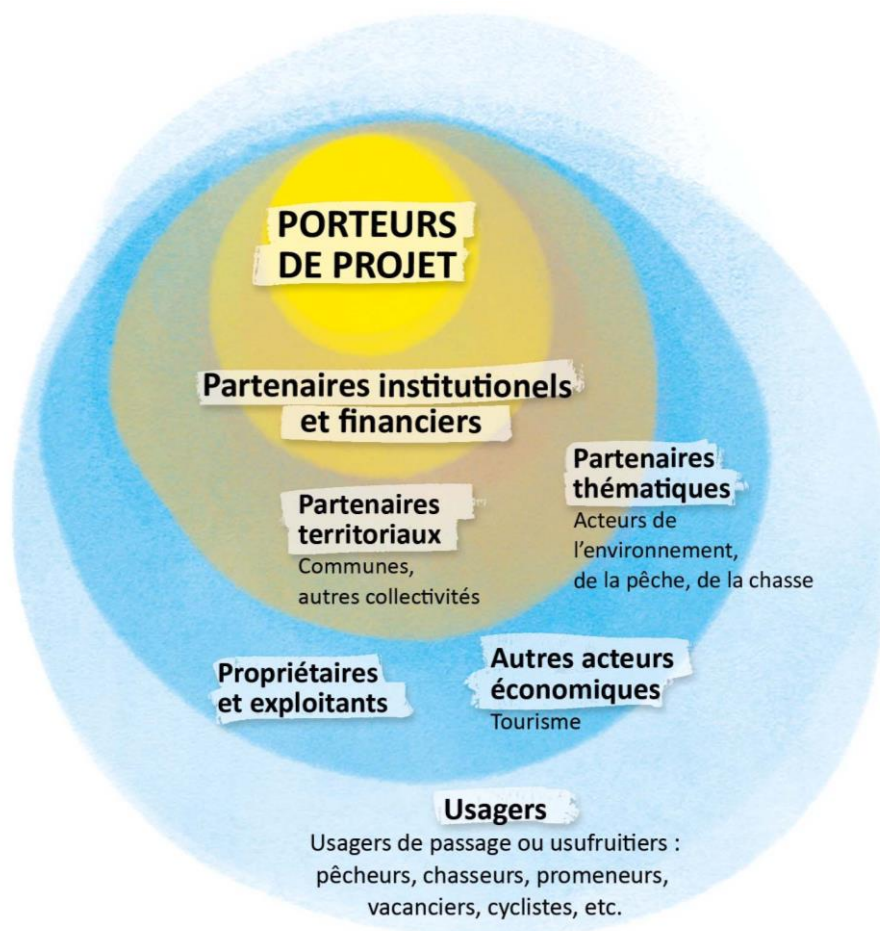 PORTEURS
DE PROJET
Partenaires institutionels
et financiers
Partenaires
territoriaux
Communes,
autres collectivités
Partenaires
thématiques
Acteurs de
l’environnement,
de la pêche, de la chasse
Propriétaires
et exploitants
Autres acteurs
économiques
Tourisme
Usagers
Usagers de passage ou usufruitiers :
pêcheurs, chasseurs, promeneurs,
vacanciers, cyclistes, etc.